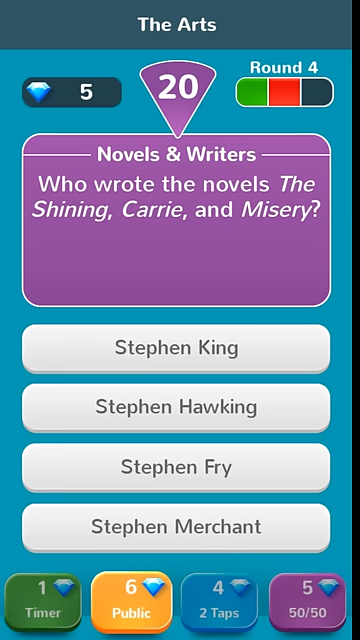 The Arts
5
20
Round 4
Novels & Writers
Who wrote the novels The
Shining, Carrie, and Misery?
Stephen King
Stephen Hawking
Stephen Fry
Stephen Merchant
1
Timer
6
Public
4
2 Taps
5
50/50